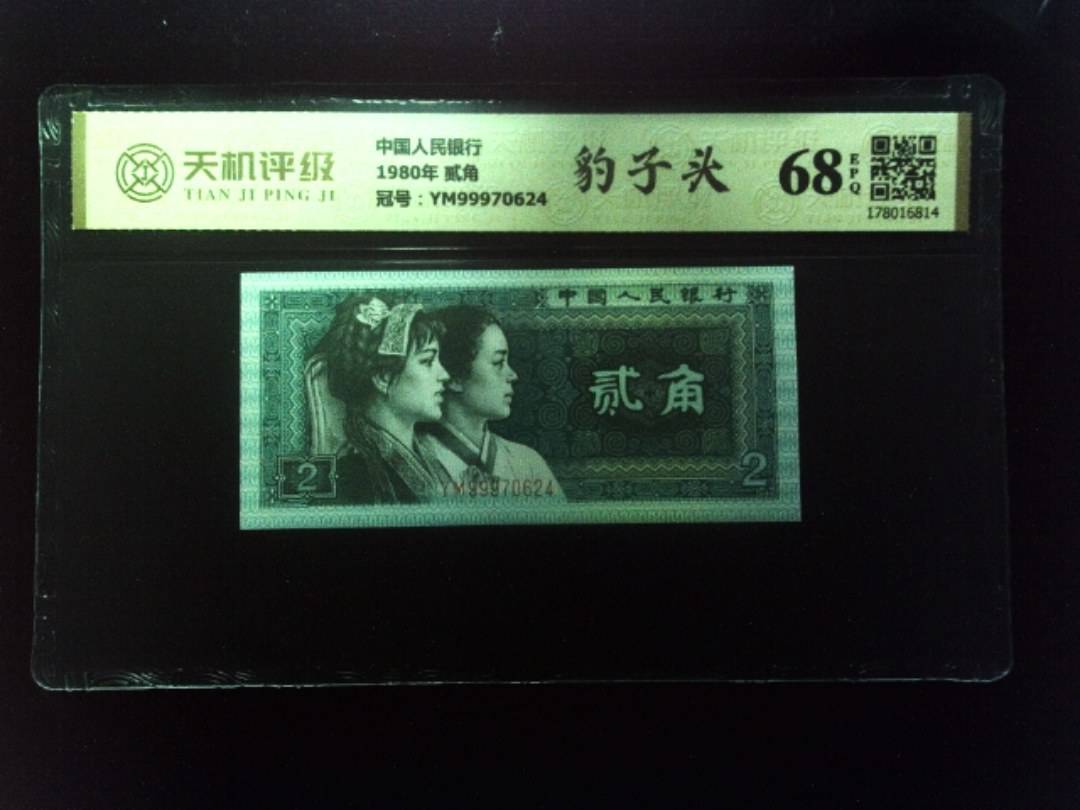 天机评级
TIAN JI PING JI
中国人民银行
1980年 贰角
冠号：YM99970624
豹子头
68
EPQ
178016814
中國人民銀行
贰角
2
2
YM99970624